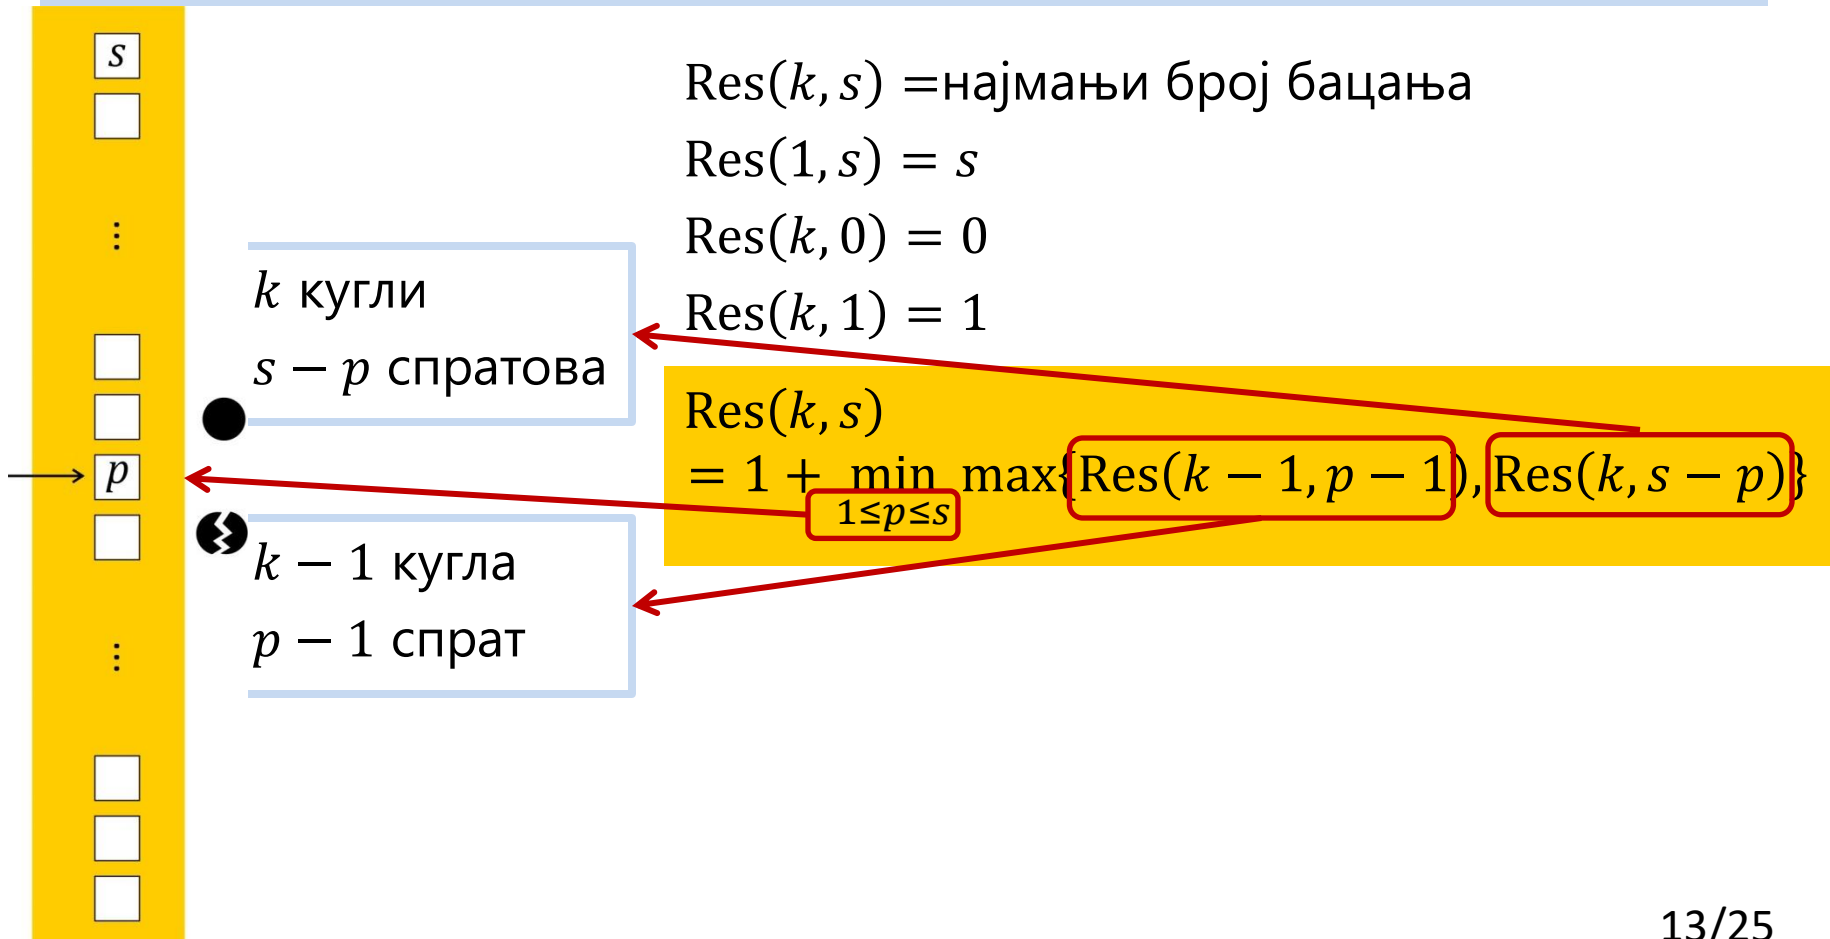 s
⋮
p
⋮
k кугли
s − p спратова
k − 1 кугла
p − 1 спрат
Res(k, s) =најмањи број бацања
Res(1, s) = s
Res(k, 0) = 0
Res(k, 1) = 1
Res(k, s)
= 1 + min max{Res(k − 1, p − 1), Res(k, s − p)}
1≤p≤s
13/25